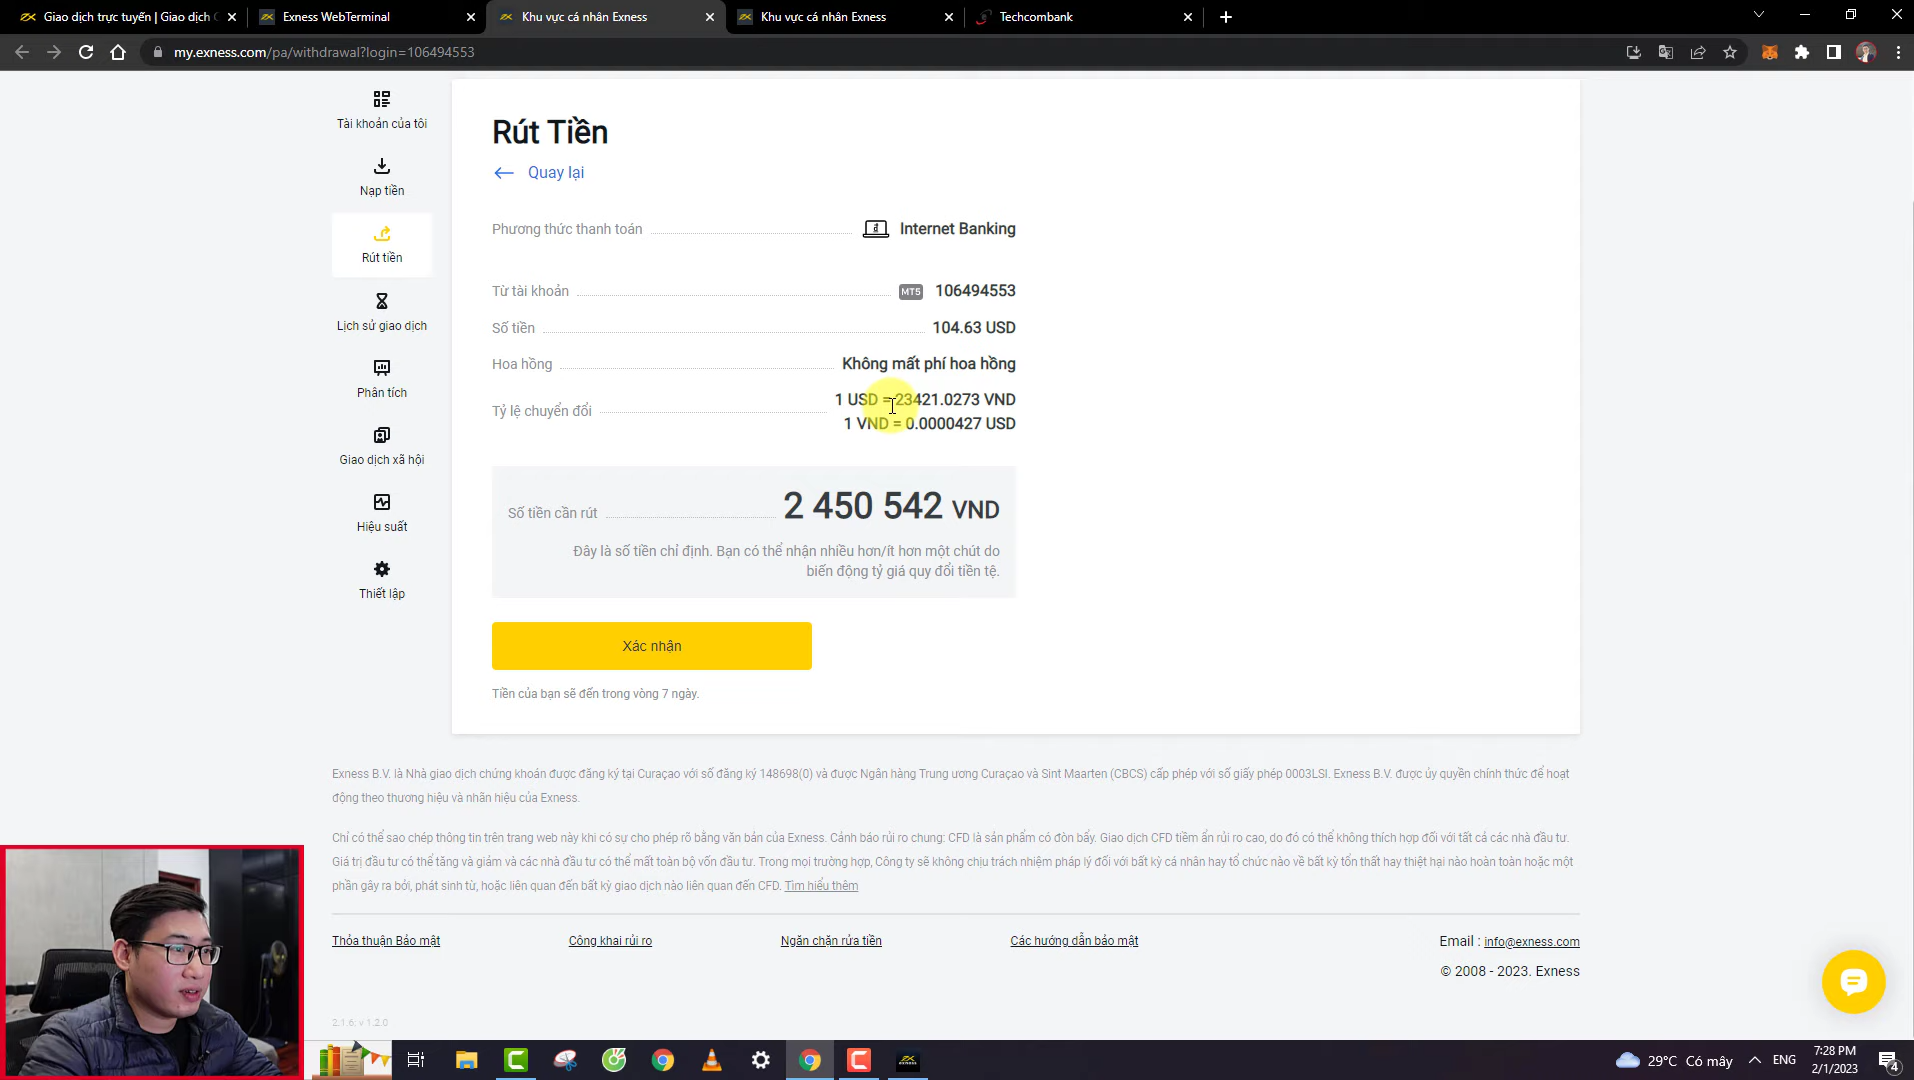 Giao dịch trực tuyến | Giao dịch
Exness WebTerminal
Khu vực cá nhân Exness
Khu vực cá nhân Exness
Techcombank
my.exness.com/pa/withdrawal?login=106494553
Tài khoản của tôi
Nạp tiền
Rút tiền
Lịch sử giao dịch
Phân tích
Giao dịch xã hội
Hiệu suất
Thiết lập
Rút Tiền
Quay lại
Phương thức thanh toán Internet Banking
Từ tài khoản MT5 106494553
Số tiền 104.63 USD
Hoa hồng Không mất phí hoa hồng
Tỷ lệ chuyển đổi 1 USD = 23421.0273 VND
1 VND = 0.0000427 USD
Số tiền cần rút 2 450 542 VND
Đây là số tiền chỉ định. Bạn có thể nhận nhiều hơn/ít hơn một chút do
biến động tỷ giá quy đổi tiền tệ.
Xác nhận
Tiền của bạn sẽ đến trong vòng 7 ngày.
Exness B.V. là Nhà giao dịch chứng khoán được đăng ký tại Curaçao với số đăng ký 148698(0) và được Ngân hàng Trung ương Curaçao và Sint Maarten (CBCS) cấp phép với số giấy phép 0003LSI. Exness B.V. được ủy quyền chính thức để hoạt
động theo thương hiệu và nhãn hiệu của Exness.
Chỉ có thể sao chép thông tin trên trang web này khi có sự cho phép rõ bằng văn bản của Exness. Cảnh báo rủi ro chung: CFD là sản phẩm có đòn bẩy. Giao dịch CFD tiềm ẩn rủi ro cao, do đó có thể không thích hợp đối với tất cả các nhà đầu tư.
Giá trị đầu tư có thể tăng và giảm và các nhà đầu tư có thể mất toàn bộ vốn đầu tư. Trong mọi trường hợp, Công ty sẽ không chịu trách nhiệm pháp lý đối với bất kỳ cá nhân hay tổ chức nào về bất kỳ tổn thất hay thiệt hại nào hoàn toàn hoặc một
phần gây ra bởi, phát sinh từ, hoặc liên quan đến bất kỳ giao dịch nào liên quan đến CFD. Tìm hiểu thêm
Thỏa thuận Bảo mật
Công khai rủi ro
Ngăn chặn rửa tiền
Các hướng dẫn bảo mật
Email : info@exness.com
© 2008 - 2023. Exness
2.1.6; v 1.2.0
29°C Có mây
ENG
7:28 PM
2/1/2023
4